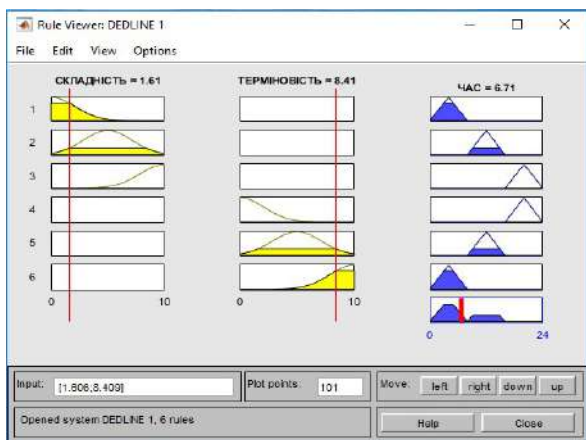 Rule Viewer: DEDLINE 1
File Edit View Options
СКЛАДНІСТЬ = 1.61
ТЕРМІНОВІСТЬ = 8.41
ЧАС = 6.71
1
2
3
4
5
6
0 10
0 10
0 24
Input: [1.606;8.409]
Plot points: 101
Move: left right down up
Opened system DEDLINE 1, 6 rules
Help Close